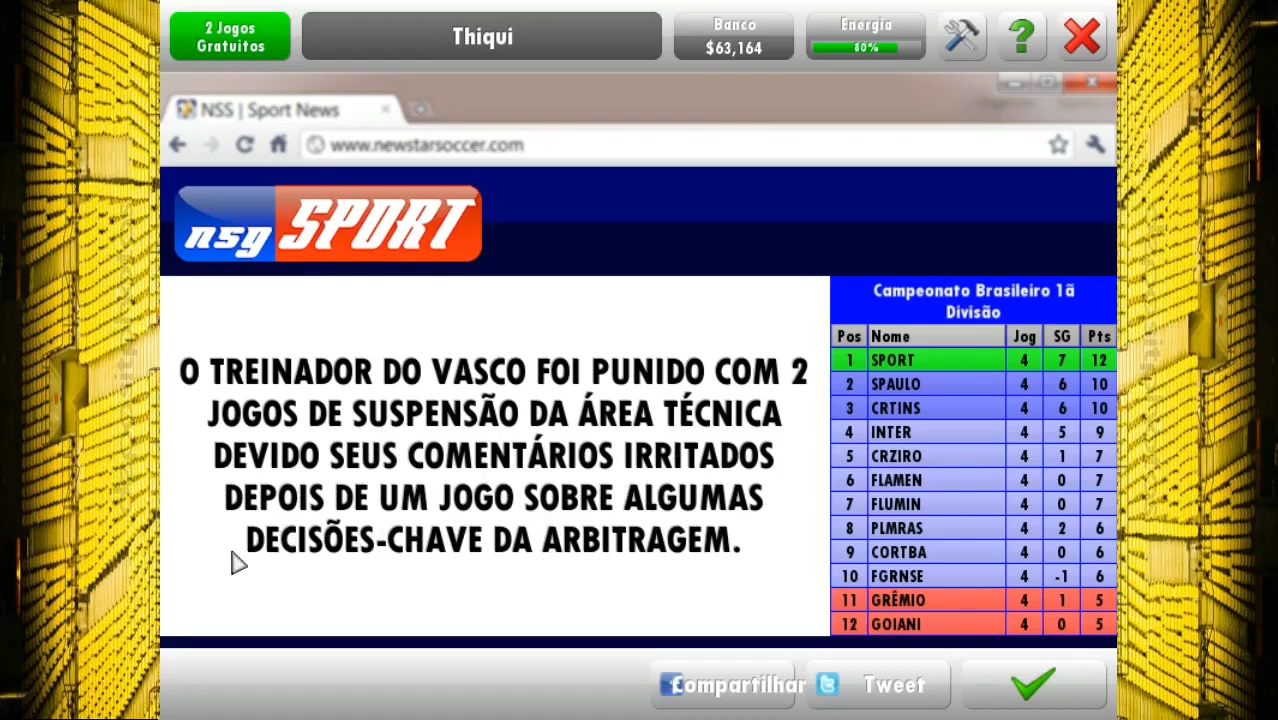 2 Jogos
Gratuitos
Thiqui
Banco
$63,164
Energia
80%
NSS | Sport News
www.newstarsoccer.com
nsg SPORT
O TREINADOR DO VASCO FOI PUNIDO COM 2
JOGOS DE SUSPENSÃO DA ÁREA TÉCNICA
DEVIDO SEUS COMENTÁRIOS IRRITADOS
DEPOIS DE UM JOGO SOBRE ALGUMAS
DECISÕES-CHAVE DA ARBITRAGEM.
Campeonato Brasileiro 1ã
Divisão
Pos Nome Jog SG Pts
1 SPORT 4 7 12
2 SPAULO 4 6 10
3 CRTINS 4 6 10
4 INTER 4 5 9
5 CRZIRO 4 1 7
6 FLAMEN 4 0 7
7 FLUMIN 4 0 7
8 PLMRAS 4 2 6
9 CORTBA 4 0 6
10 FGRNSE 4 -1 6
11 GRÊMIO 4 1 5
12 GOIANI 4 0 5
Compartilhar
Tweet